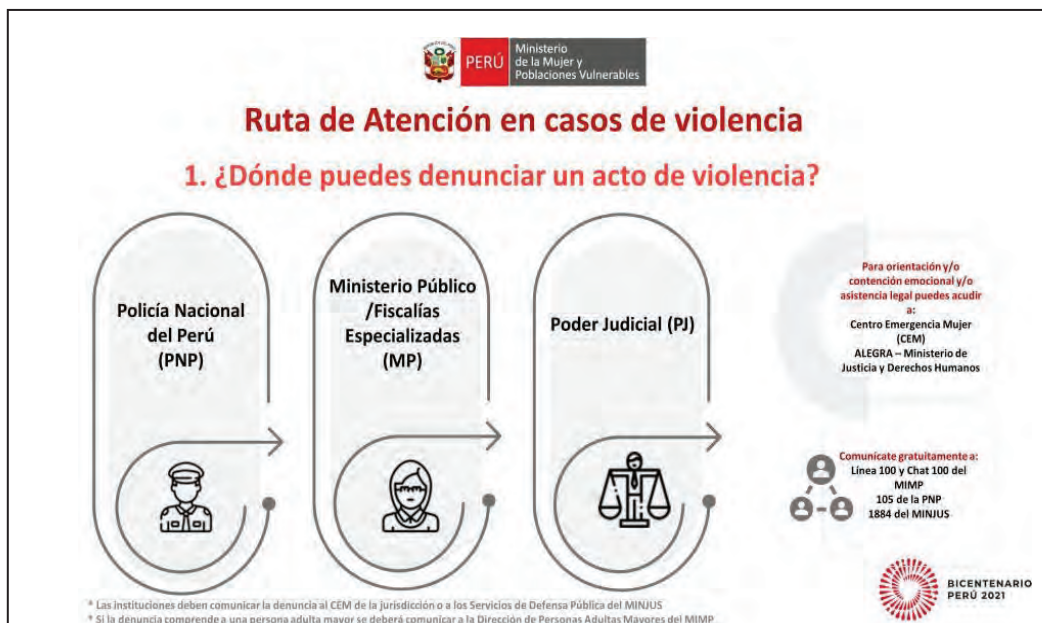 PERÚ
Ministerio
de la Mujer y
Poblaciones Vulnerables
Ruta de Atención en casos de violencia
1. ¿Dónde puedes denunciar un acto de violencia?
Policía Nacional
del Perú
(PNP)
Ministerio Público
/Fiscalías
Especializadas
(MP)
Poder Judicial (PJ)
Para orientación y/o
contención emocional y/o
asistencia legal puedes acudir
a:
Centro Emergencia Mujer
(CEM)
ALEGRA – Ministerio de
Justicia y Derechos Humanos
Comunícate gratuitamente a:
Línea 100 y Chat 100 del
MIMP
105 de la PNP
1884 del MINJUS
BICENTENARIO
PERÚ 2021
* Las instituciones deben comunicar la denuncia al CEM de la jurisdicción o a los Servicios de Defensa Pública del MINJUS
* Si la denuncia comprende a una persona adulta mayor se deberá comunicar a la Dirección de Personas Adultas Mayores del MIMP